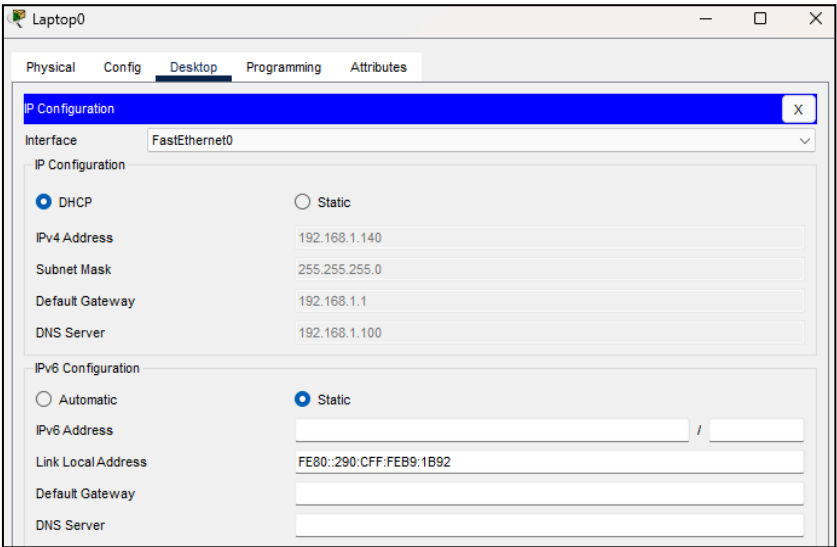 Laptop0
Physical Config Desktop Programming Attributes
IP Configuration X
Interface FastEthernet0
IP Configuration
DHCP Static
IPv4 Address 192.168.1.140
Subnet Mask 255.255.255.0
Default Gateway 192.168.1.1
DNS Server 192.168.1.100
IPv6 Configuration
Automatic Static
IPv6 Address /
Link Local Address FE80::290:CFF:FEB9:1B92
Default Gateway
DNS Server